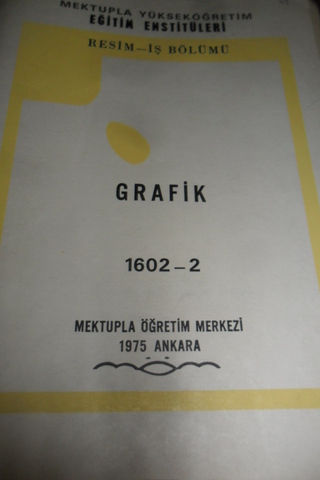 MEKTUPLA YÜKSEKÖĞRETİM
EĞİTİM ENSTİTÜLERİ
RESİM-İŞ BÖLÜMÜ
GRAFİK
1602-2
MEKTUPLA ÖĞRETİM MERKEZİ
1975 ANKARA